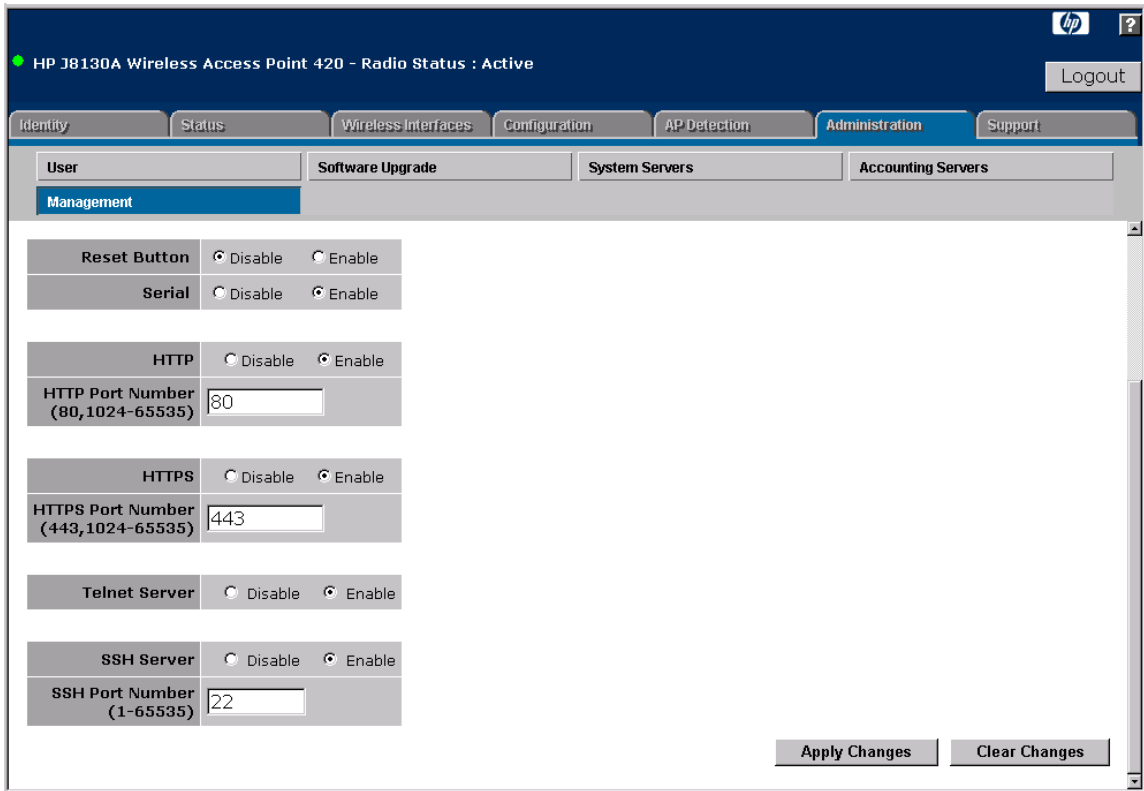 hp
?
HP J8130A Wireless Access Point 420 - Radio Status : Active
Logout
Identity Status Wireless Interfaces Configuration AP Detection Administration Support
User Software Upgrade System Servers Accounting Servers
Management
Reset Button Disable Enable
Serial Disable Enable
HTTP Disable Enable
HTTP Port Number
(80,1024-65535) 80
HTTPS Disable Enable
HTTPS Port Number
(443,1024-65535) 443
Telnet Server Disable Enable
SSH Server Disable Enable
SSH Port Number
(1-65535) 22
Apply Changes Clear Changes